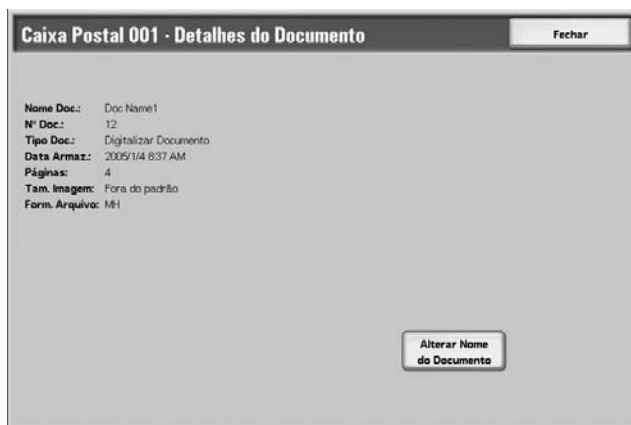 Caixa Postal 001 - Detalhes do Documento
Fechar
Nome Doc.: Doc Name1
Nº Doc.: 12
Tipo Doc.: Digitalizar Documento
Data Armaz.: 2005/1/4 8:37 AM
Páginas: 4
Tam. Imagem: Fora do padrão
Form. Arquivo: MH
Alterar Nome
do Documento